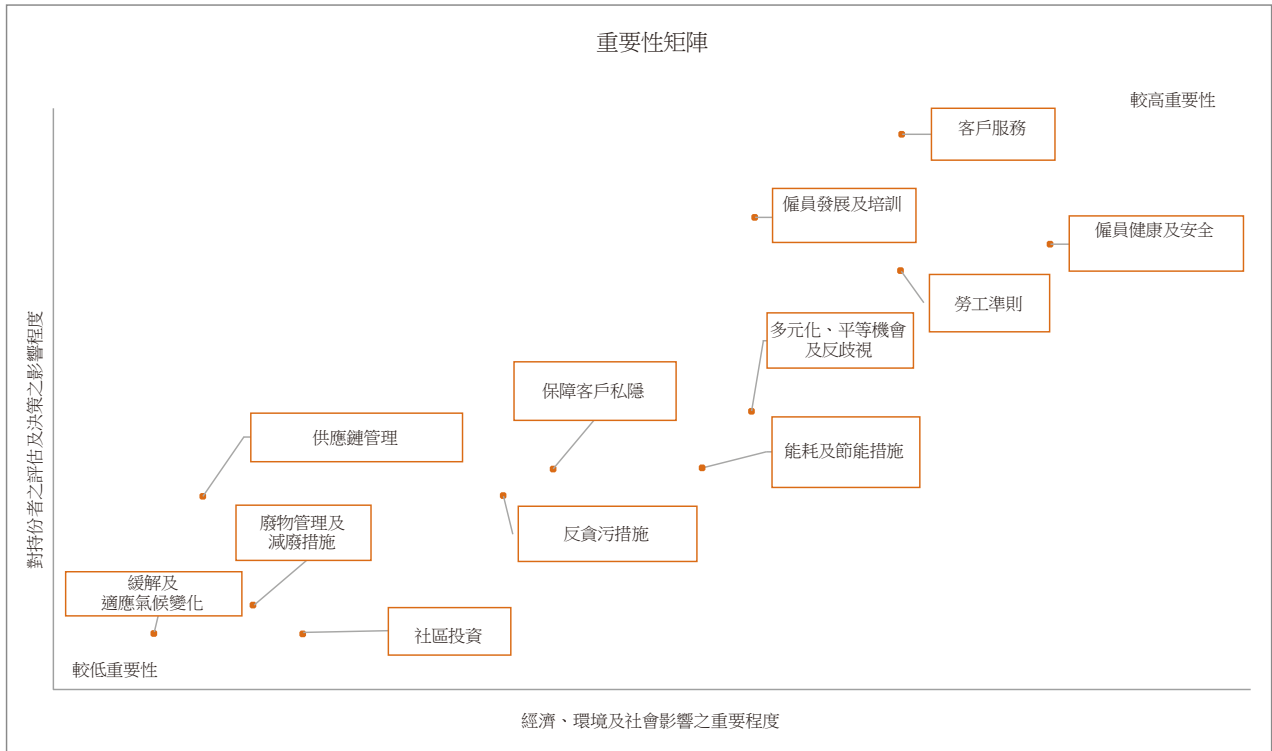 重要性矩陣
較高重要性
客戶服務
僱員發展及培訓
僱員健康及安全
勞工準則
多元化、平等機會
及反歧視
保障客戶私隱
供應鏈管理
能耗及節能措施
廢物管理及
減廢措施
反貪污措施
緩解及
適應氣候變化
社區投資
較低重要性
對持份者之評估及決策之影響程度
經濟、環境及社會影響之重要程度